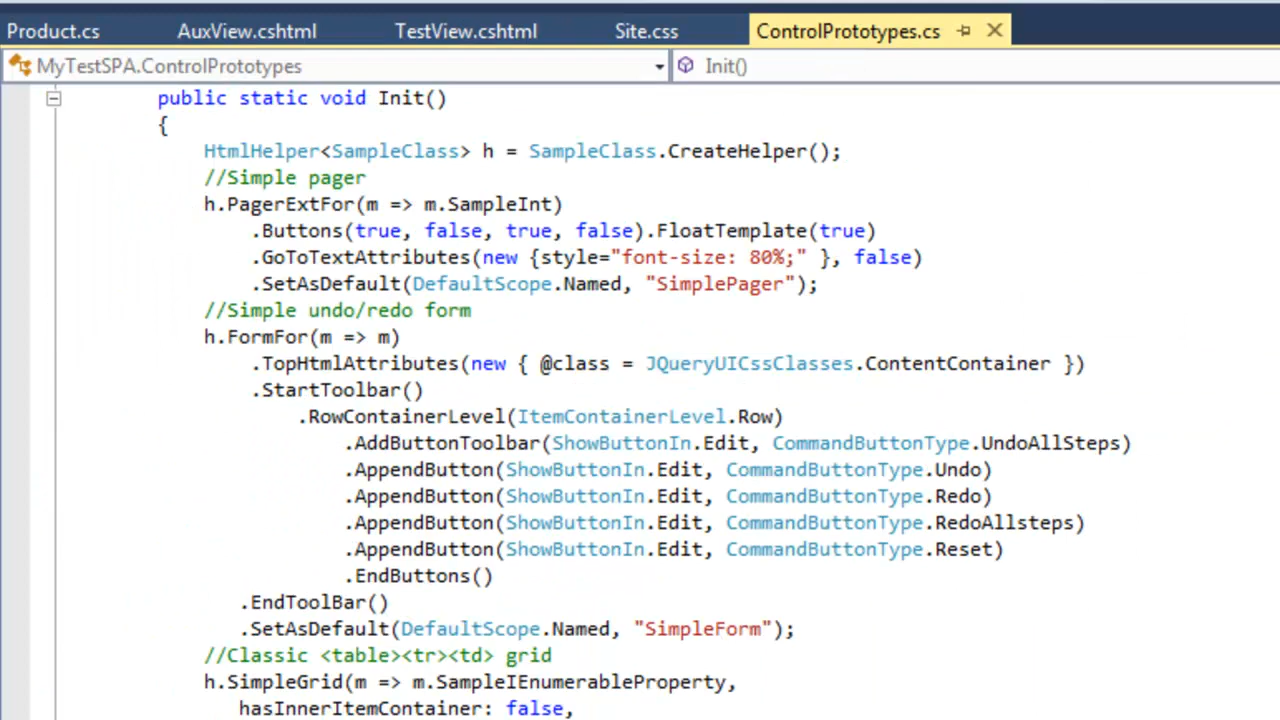 Product.cs AuxView.cshtml TestView.cshtml Site.css ControlPrototypes.cs
MyTestSPA.ControlPrototypes Init()
public static void Init()
{
HtmlHelper<SampleClass> h = SampleClass.CreateHelper();
//Simple pager
h.PagerExtFor(m => m.SampleInt)
.Buttons(true, false, true, false).FloatTemplate(true)
.GoToTextAttributes(new {style="font-size: 80%;" }, false)
.SetAsDefault(DefaultScope.Named, "SimplePager");
//Simple undo/redo form
h.FormFor(m => m)
.TopHtmlAttributes(new { @class = JQueryUICssClasses.ContentContainer })
.StartToolbar()
.RowContainerLevel(ItemContainerLevel.Row)
.AddButtonToolbar(ShowButtonIn.Edit, CommandButtonType.UndoAllSteps)
.AppendButton(ShowButtonIn.Edit, CommandButtonType.Undo)
.AppendButton(ShowButtonIn.Edit, CommandButtonType.Redo)
.AppendButton(ShowButtonIn.Edit, CommandButtonType.RedoAllsteps)
.AppendButton(ShowButtonIn.Edit, CommandButtonType.Reset)
.EndButtons()
.EndToolBar()
.SetAsDefault(DefaultScope.Named, "SimpleForm");
//Classic <table><tr><td> grid
h.SimpleGrid(m => m.SampleIEnumerableProperty,
hasInnerItemContainer: false,